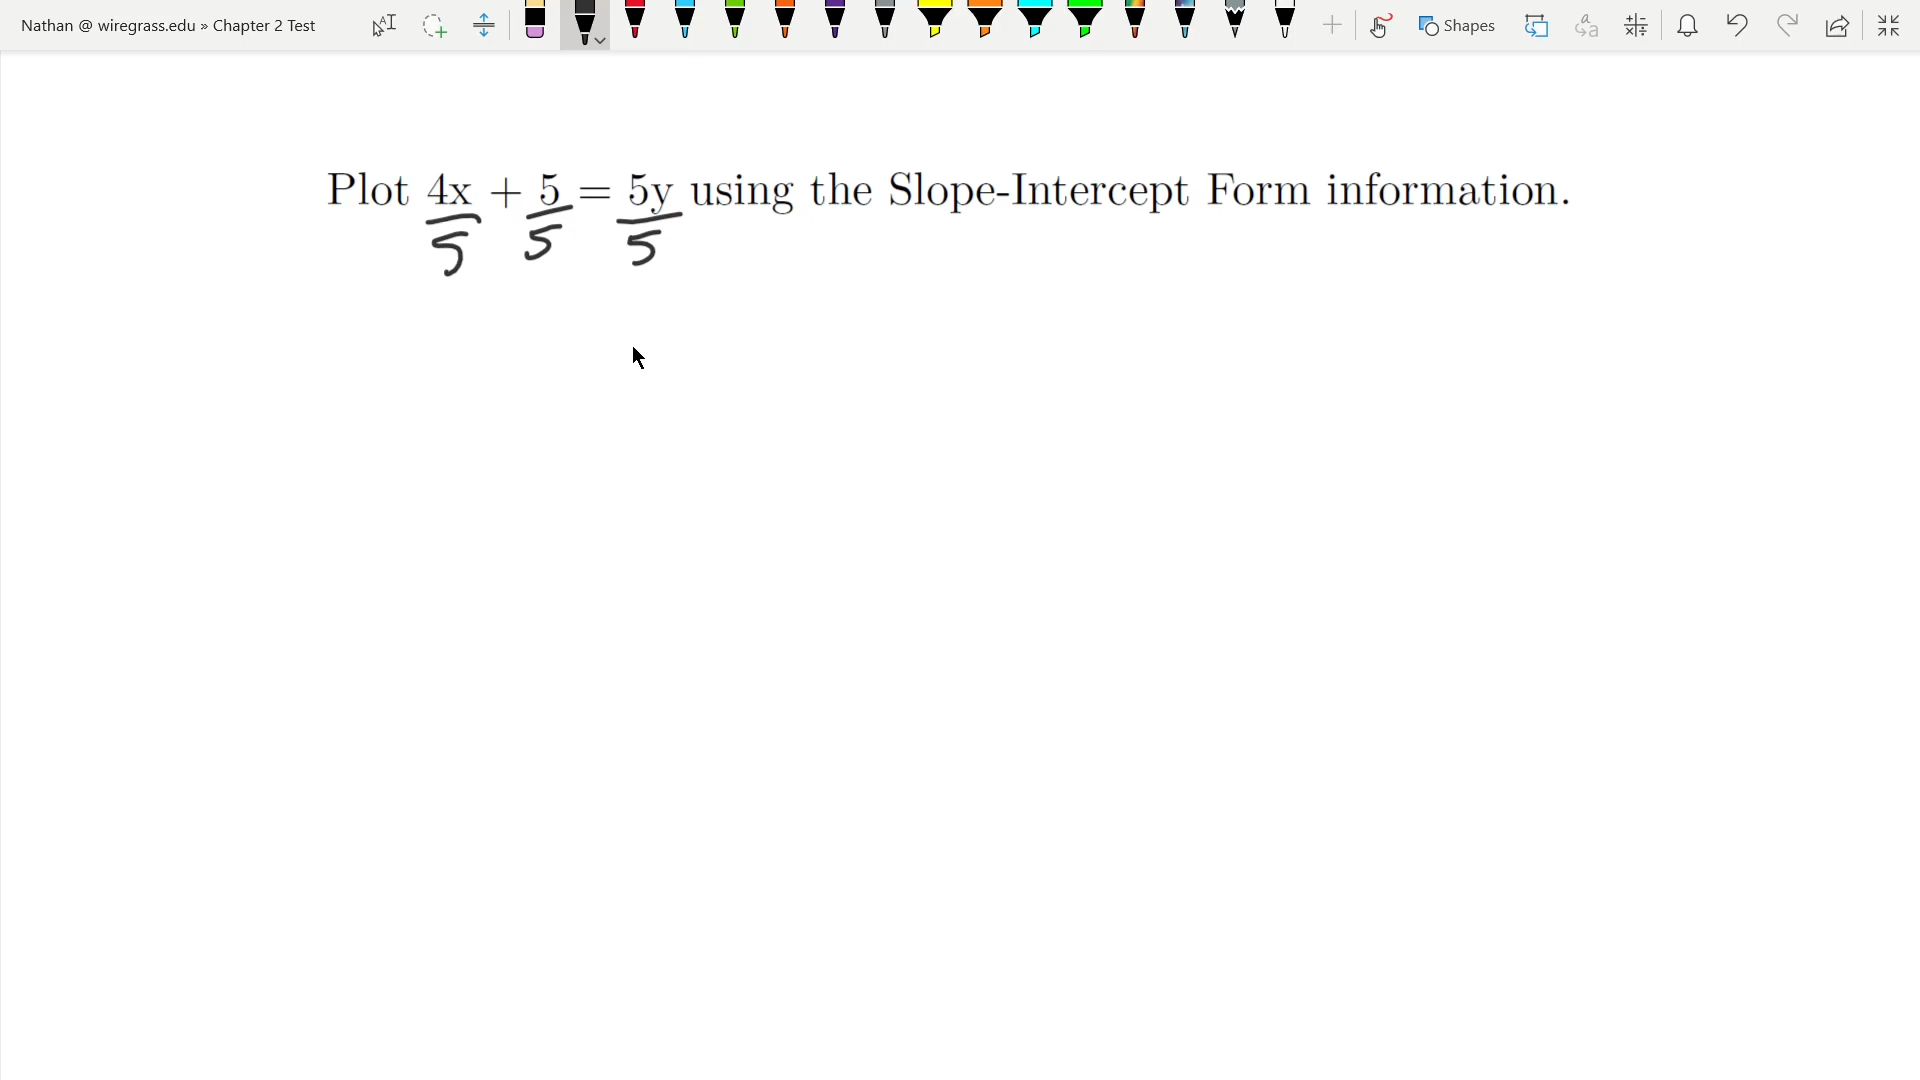 Nathan @ wiregrass.edu » Chapter 2 Test
Shapes
Plot 4x + 5 = 5y using the Slope-Intercept Form information.
5 5 5